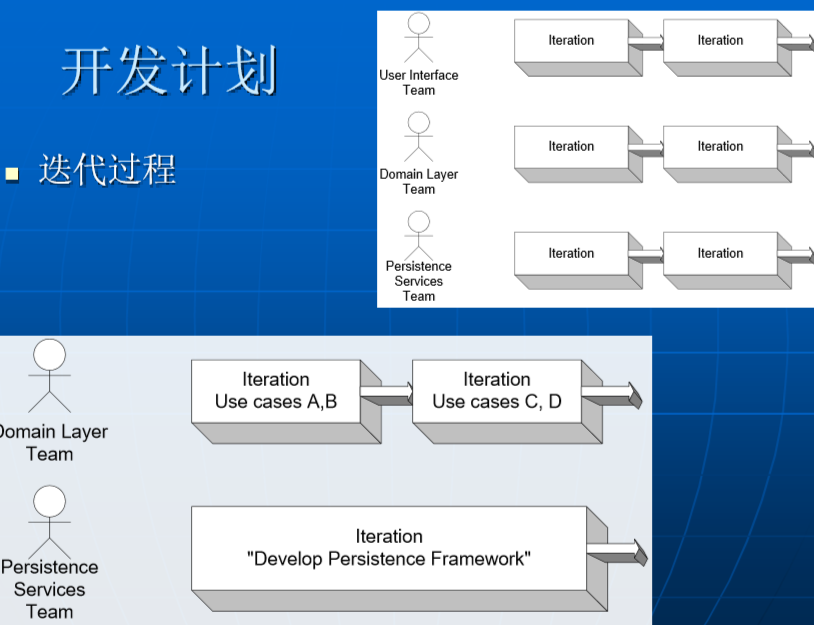 开发计划
迭代过程
User Interface
Team
Iteration
Iteration
Domain Layer
Team
Iteration
Iteration
Persistence
Services
Team
Iteration
Iteration
Domain Layer
Team
Iteration
Use cases A,B
Iteration
Use cases C, D
Persistence
Services
Team
Iteration
"Develop Persistence Framework"